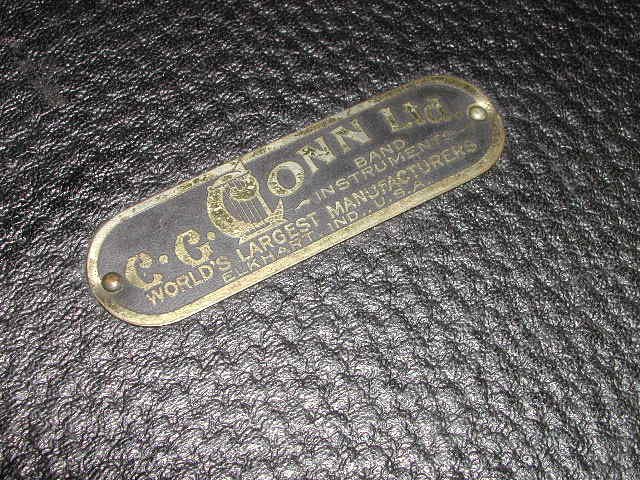 C.G. CONN Ltd.
BAND
INSTRUMENTS
WORLD'S LARGEST MANUFACTURERS
ELKHART IND., U.S.A.